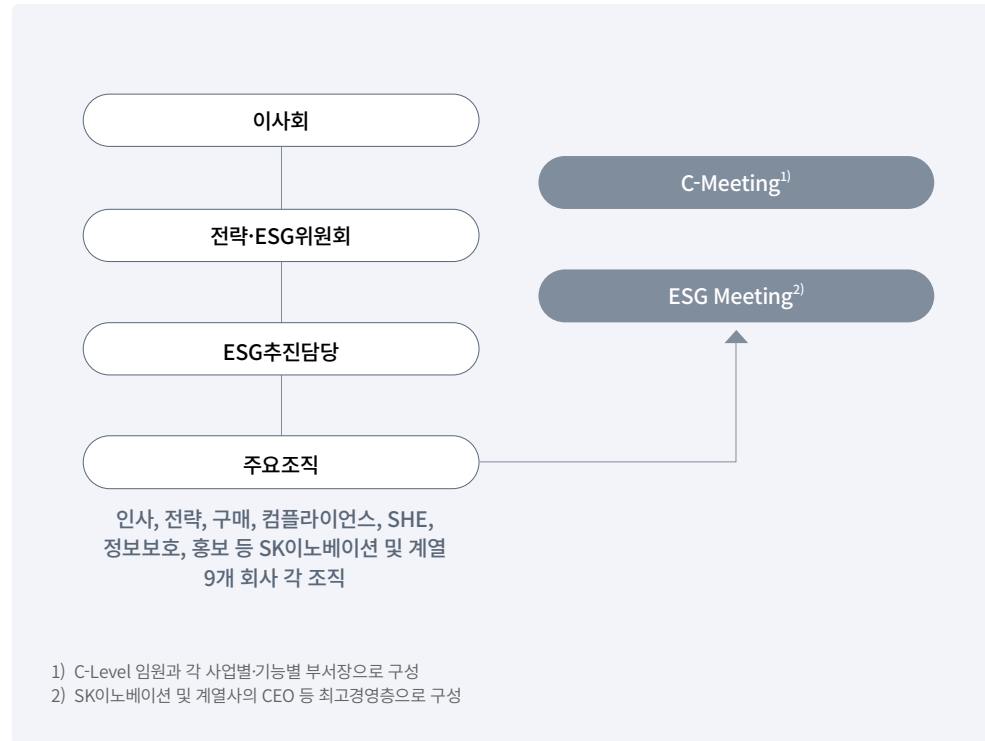 이사회
전략·ESG위원회
ESG추진담당
주요조직
인사, 전략, 구매, 컴플라이언스, SHE,
정보보호, 홍보 등 SK이노베이션 및 계열
9개 회사 각 조직
C-Meeting1)
ESG Meeting2)
1) C-Level 임원과 각 사업별·기능별 부서장으로 구성
2) SK이노베이션 및 계열사의 CEO 등 최고경영층으로 구성